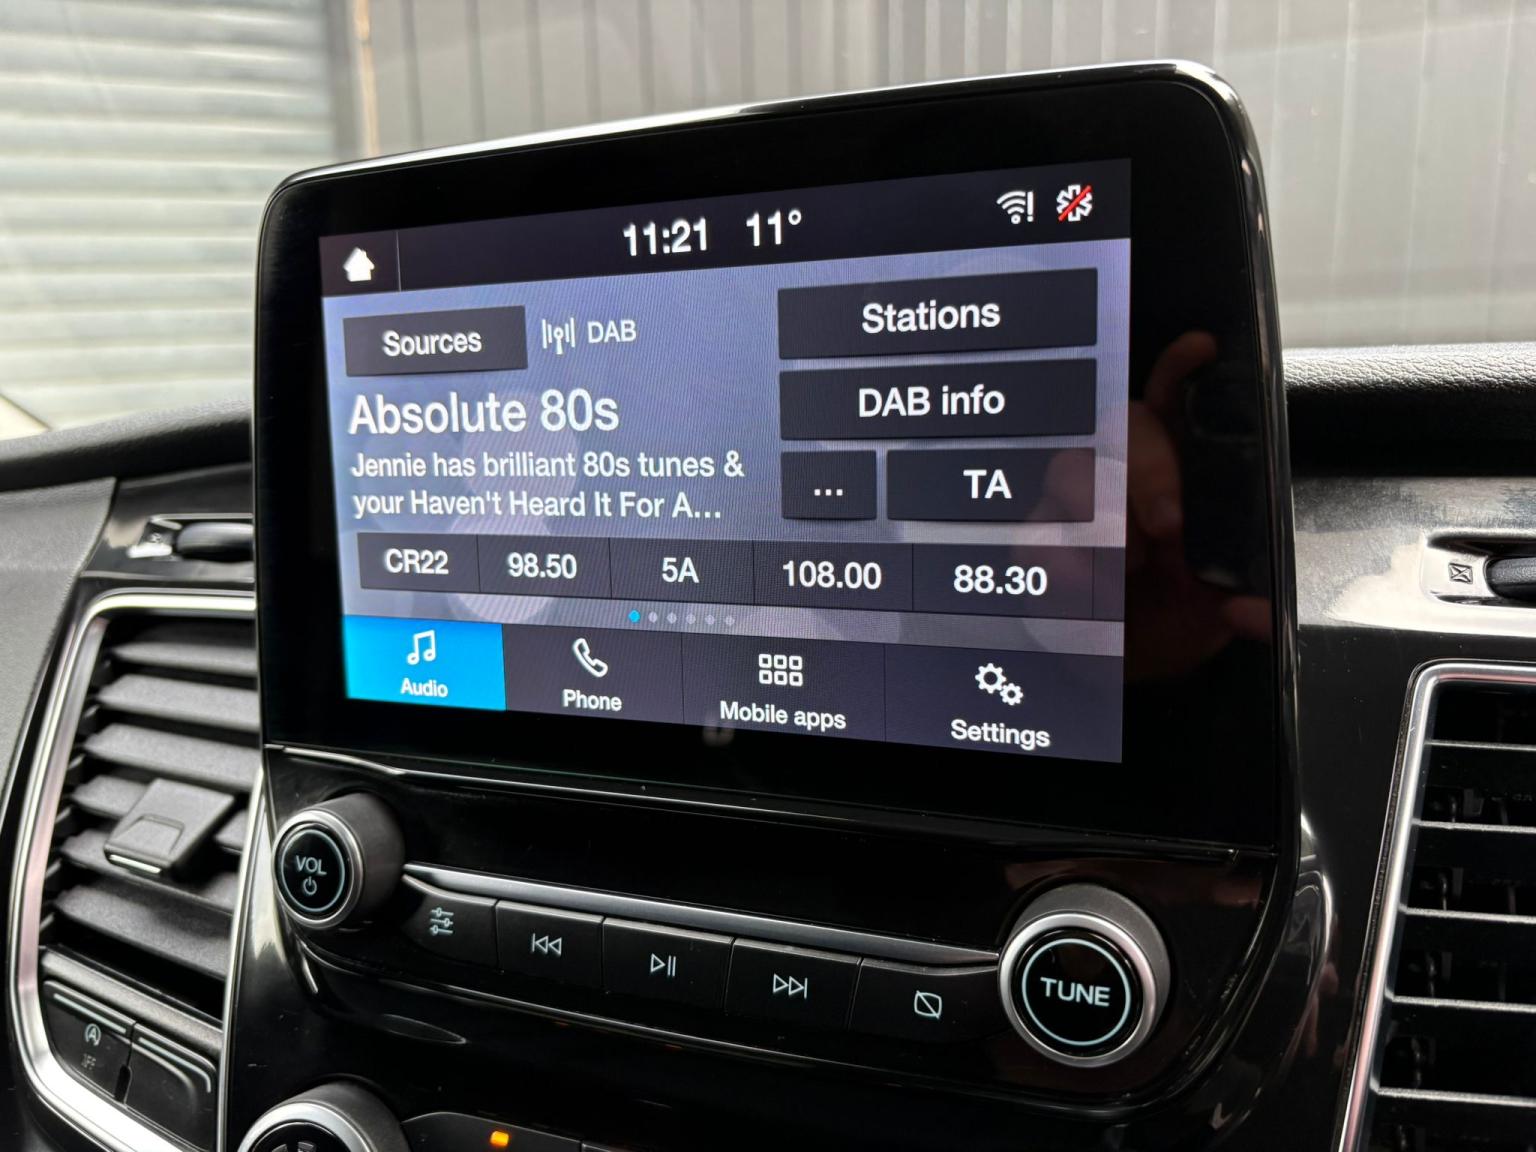 11:21 11°
Sources DAB
Stations
Absolute 80s
DAB info
Jennie has brilliant 80s tunes &
your Haven't Heard It For A...
... TA
CR22 98.50 5A 108.00 88.30
Audio Phone Mobile apps Settings
VOL
TUNE
A
OFF